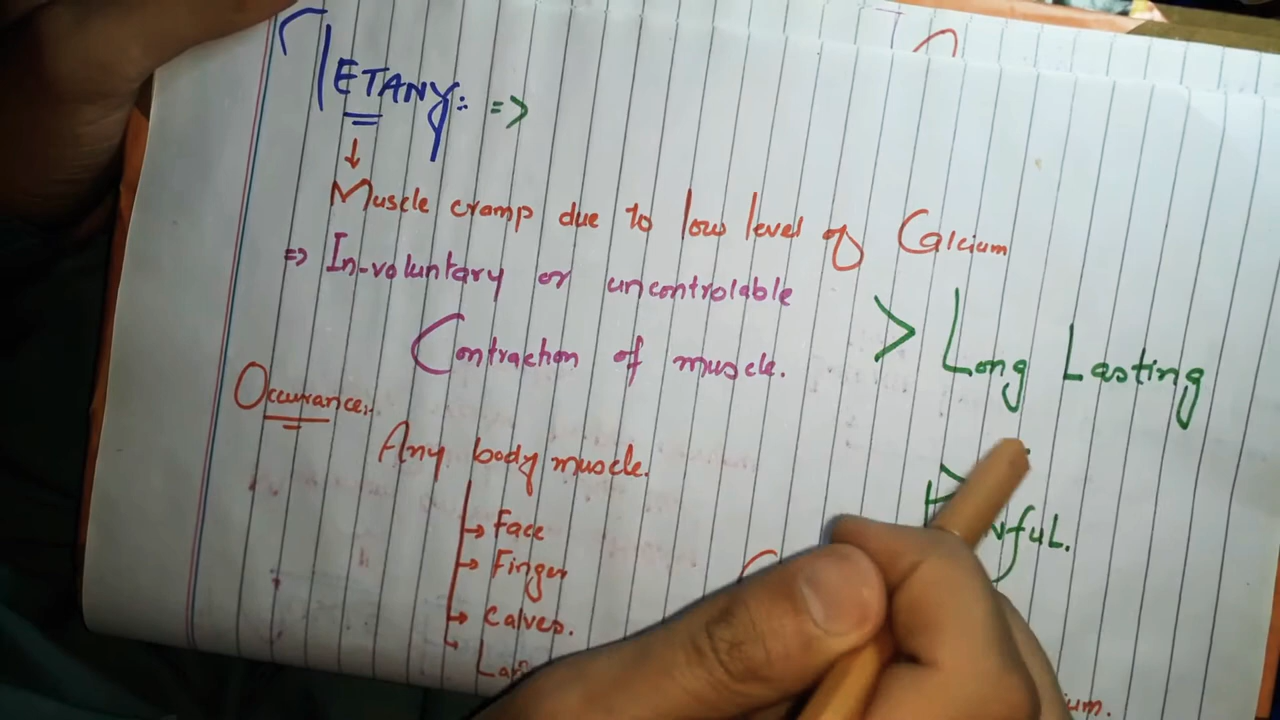 TETANY:- =>
↓
Muscle cramp due to low level of Calcium
=> In-voluntary or uncontrolable
Contraction of muscle.
> Long Lasting
Occurance:-
Any body muscle.
→ Face
→ Finger
→ Calves.